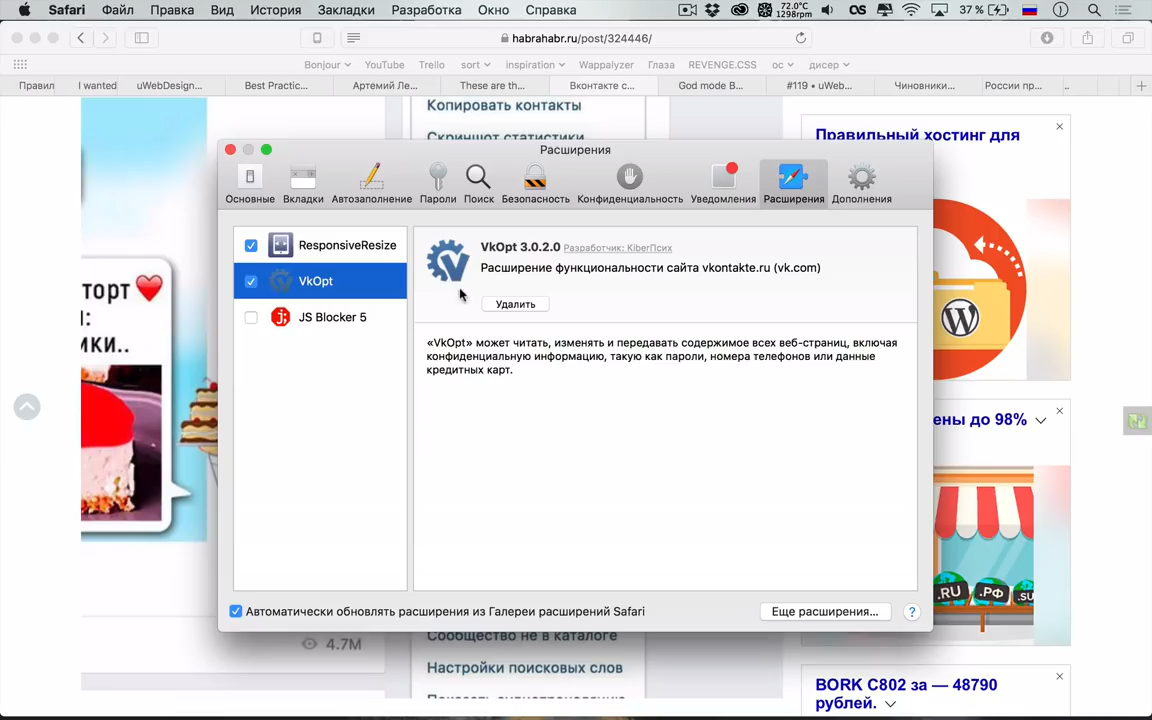 Safari Файл Правка Вид История Закладки Разработка Окно Справка
72.0°C
1298rpm
37 %
habrahabr.ru/post/324446/
Bonjour YouTube Trello sort inspiration Wappalyzer Глаза REVENGE.CSS ос дисер
Правил I wanted uWebDesign... Best Practic... Артемий Ле... These are th... Вконтакте с... God mode В... #119 • uWeb... Чиновники... России пр...
Копировать контакты
Скриншот статистики
Правильный хостинг для
Расширения
Основные Вкладки Автозаполнение Пароли Поиск Безопасность Конфиденциальность Уведомления Расширения Дополнения
ResponsiveResize
VkOpt
JS Blocker 5
VkOpt 3.0.2.0 Разработчик: КiberПсих
Расширение функциональности сайта vkontakte.ru (vk.com)
Удалить
«VkOpt» может читать, изменять и передавать содержимое всех веб-страниц, включая
конфиденциальную информацию, такую как пароли, номера телефонов или данные
кредитных карт.
торт
ены до 98%
.RU .РФ .SU
Автоматически обновлять расширения из Галереи расширений Safari
Еще расширения...
?
4.7M
Сообщество не в каталоге
Настройки поисковых слов
BORK C802 за — 48790
рублей.